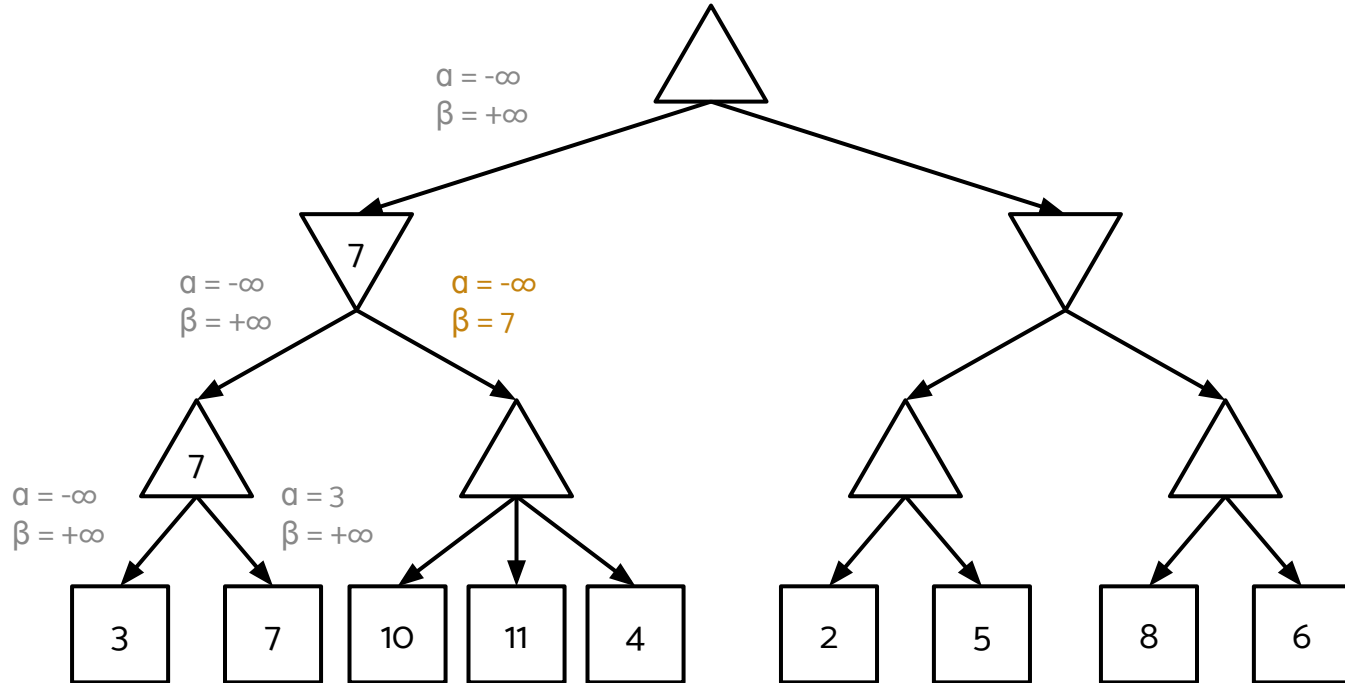 α = -∞
β = +∞
7
α = -∞
β = +∞
α = -∞
β = 7
7
α = -∞
β = +∞
α = 3
β = +∞
3
7
10
11
4
2
5
8
6